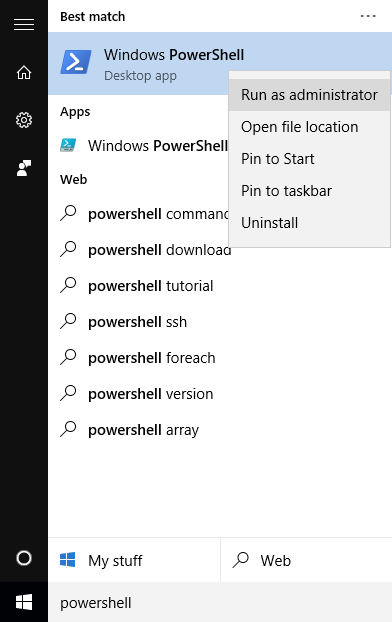 Best match
Windows PowerShell
Desktop app
Run as administrator
Open file location
Pin to Start
Pin to taskbar
Uninstall
Apps
Windows PowerShell
Web
powershell
powershell download
powershell tutorial
powershell ssh
powershell foreach
powershell version
powershell array
My stuff
Web
powershell